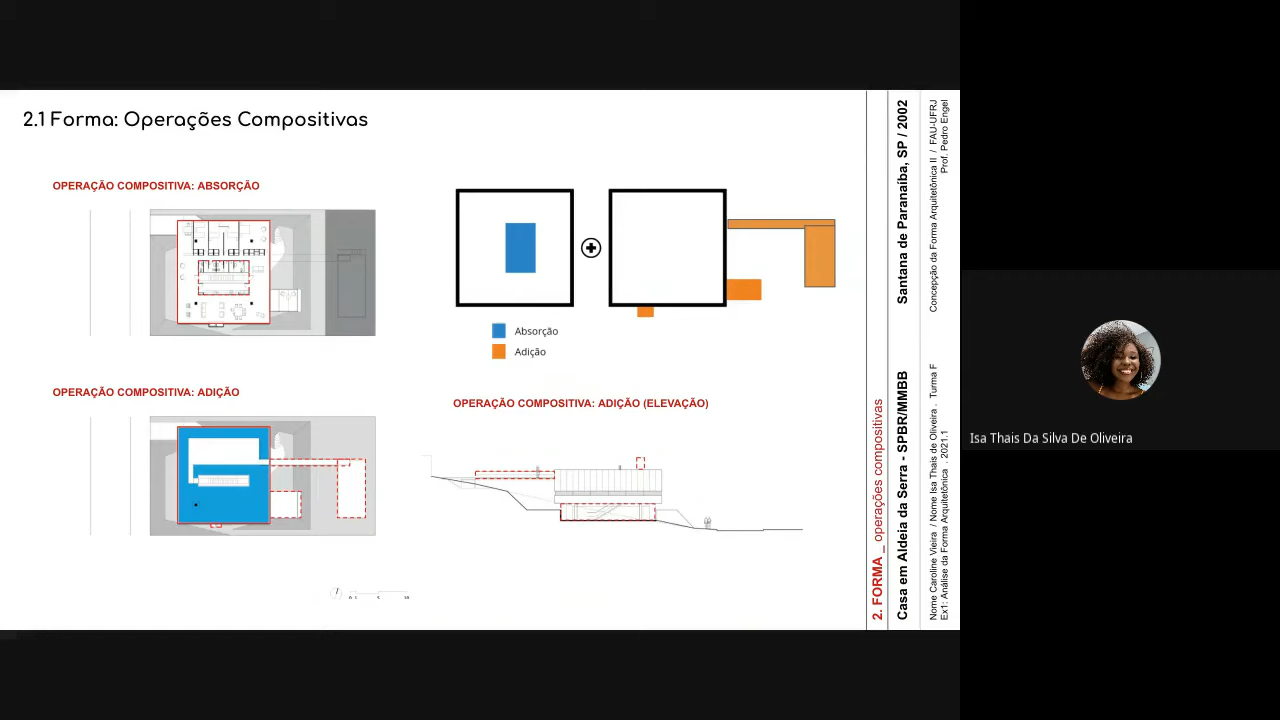 2.1 Forma: Operações Compositivas
OPERAÇÃO COMPOSITIVA: ABSORÇÃO
Absorção
Adição
OPERAÇÃO COMPOSITIVA: ADIÇÃO
OPERAÇÃO COMPOSITIVA: ADIÇÃO (ELEVAÇÃO)
2. FORMA _ operações compositivas
Casa em Aldeia da Serra - SPBR/MMBB
Santana de Paranaíba, SP / 2002
Nome Caroline Vieira / Nome Isa Thais de Oliveira . Turma F
Ex1: Análise da Forma Arquitetônica . 2021.1
Concepção da Forma Arquitetônica II / FAU-UFRJ
Prof. Pedro Engel
Isa Thais Da Silva De Oliveira